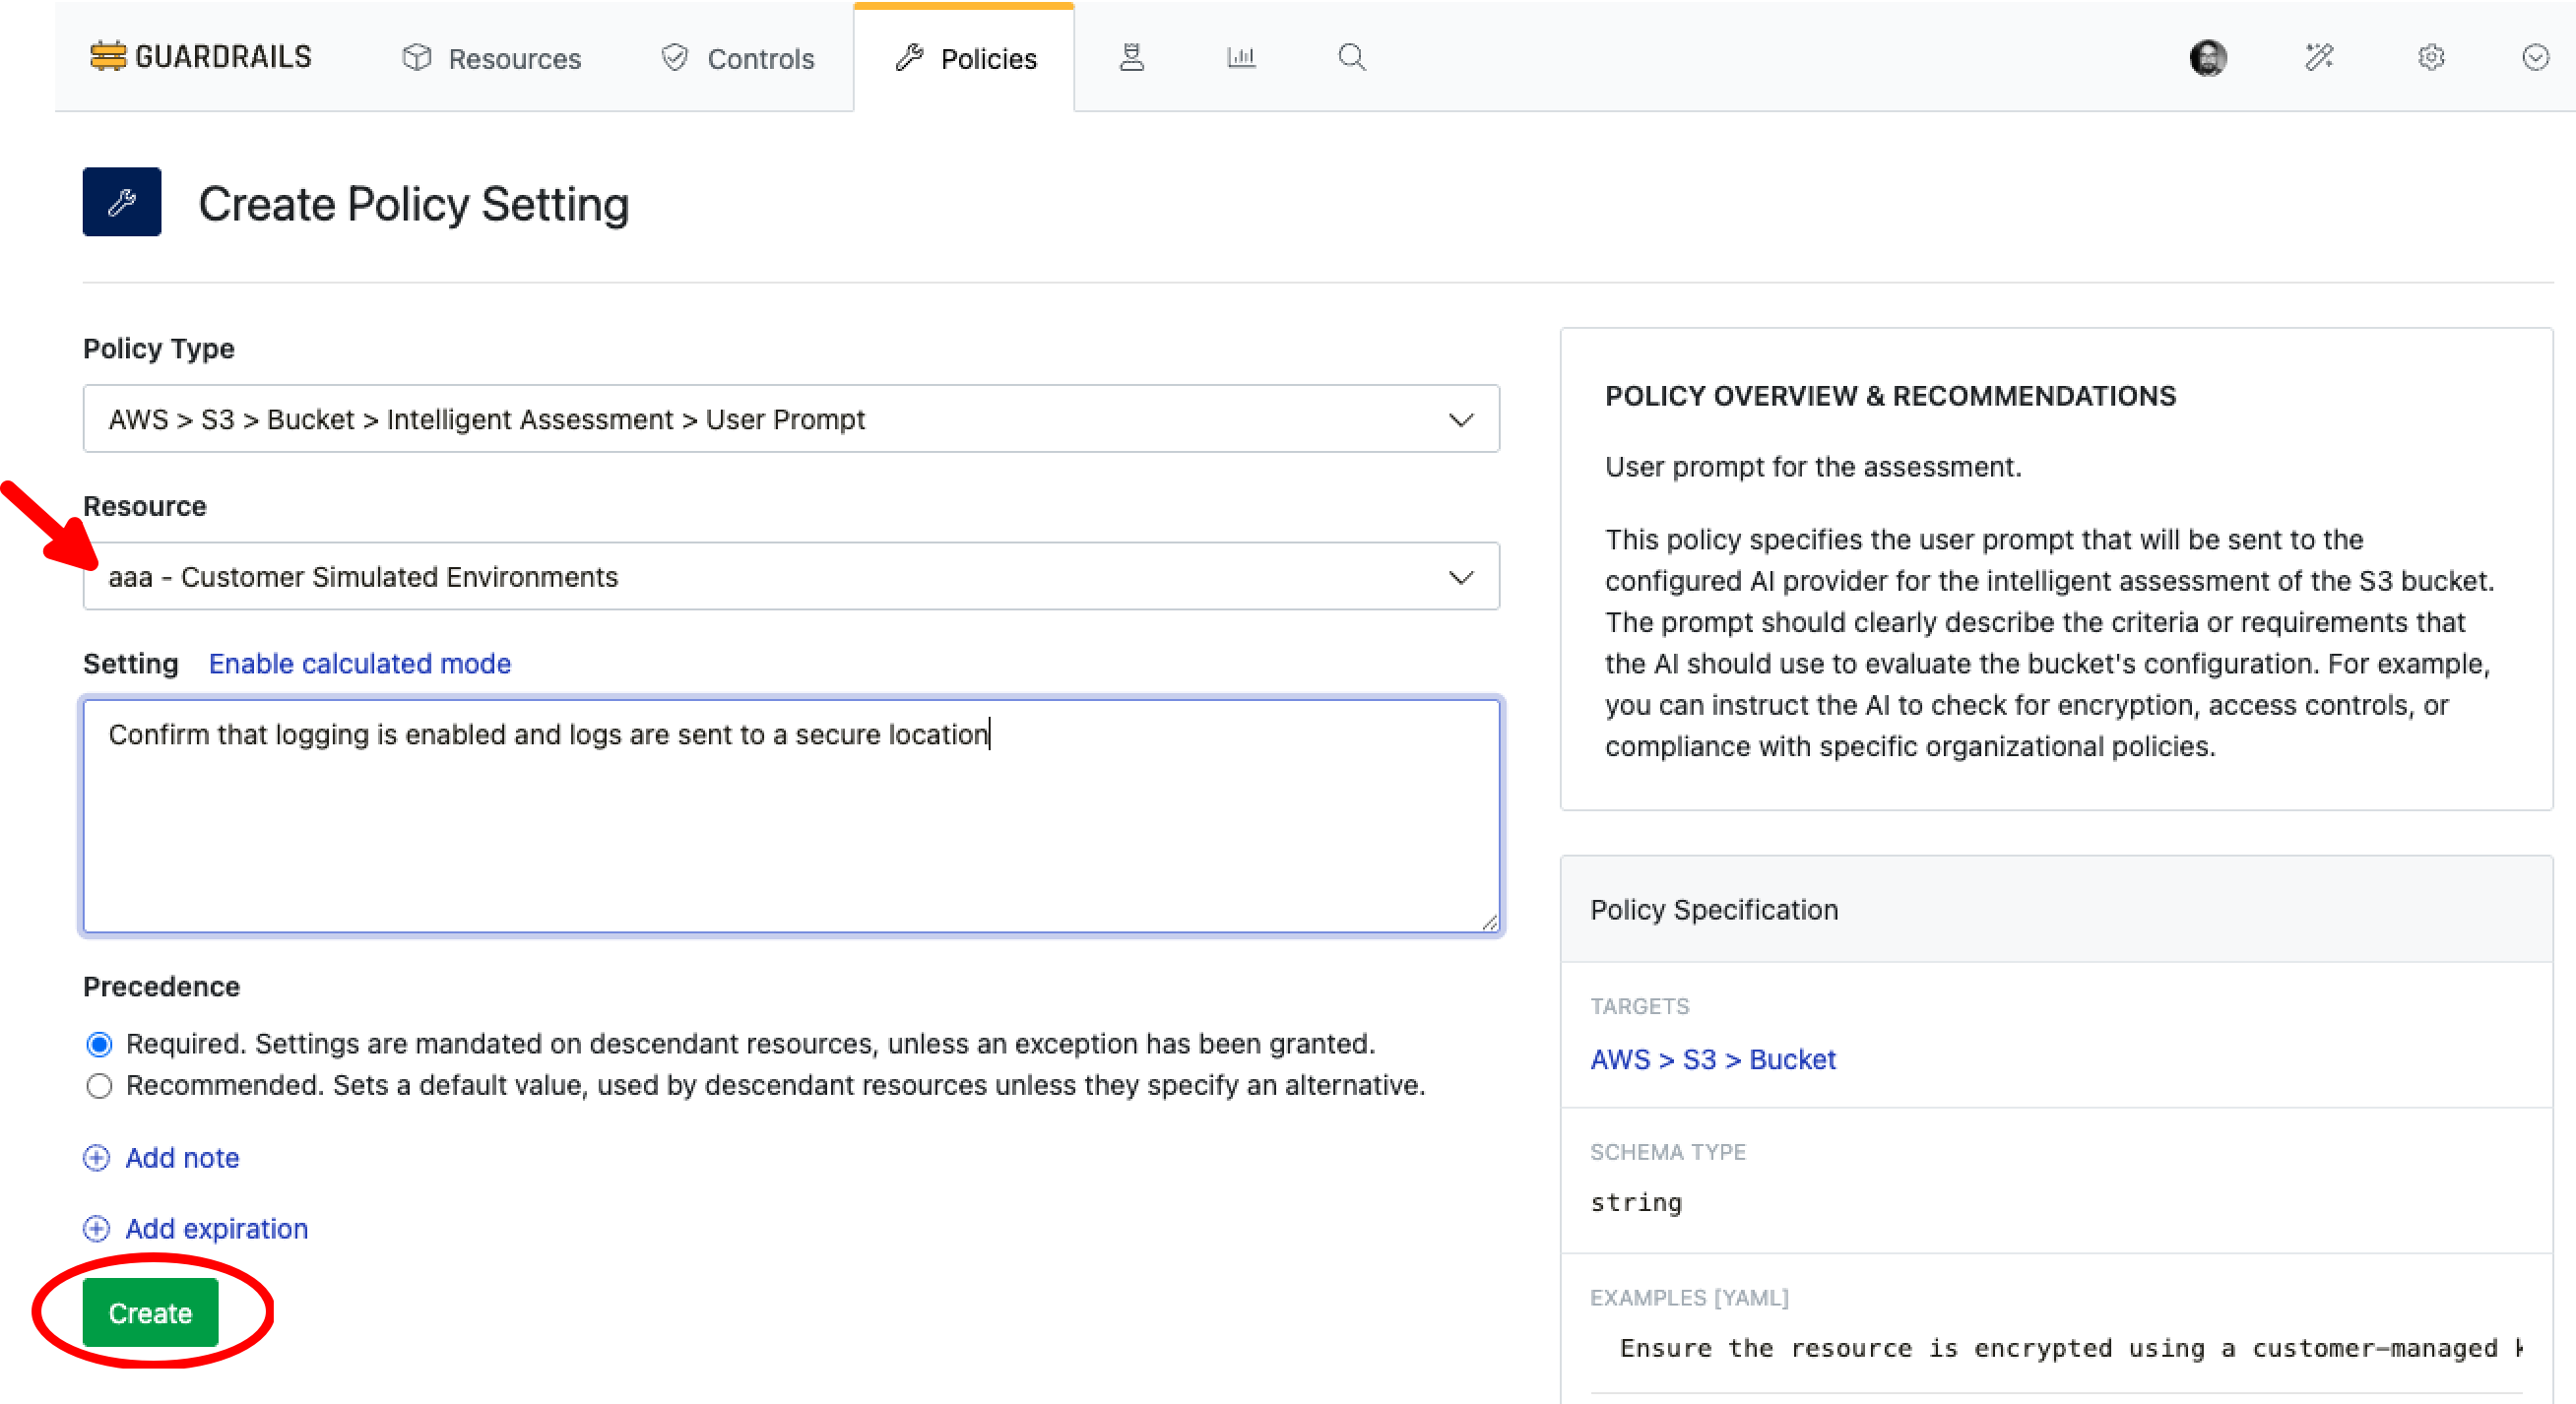 GUARDRAILS
Resources
Controls
Policies
Create Policy Setting
Policy Type
AWS > S3 > Bucket > Intelligent Assessment > User Prompt
Resource
aaa - Customer Simulated Environments
Setting Enable calculated mode
Confirm that logging is enabled and logs are sent to a secure location
Precedence
Required. Settings are mandated on descendant resources, unless an exception has been granted.
Recommended. Sets a default value, used by descendant resources unless they specify an alternative.
Add note
Add expiration
Create
POLICY OVERVIEW & RECOMMENDATIONS
User prompt for the assessment.
This policy specifies the user prompt that will be sent to the
configured AI provider for the intelligent assessment of the S3 bucket.
The prompt should clearly describe the criteria or requirements that
the AI should use to evaluate the bucket's configuration. For example,
you can instruct the AI to check for encryption, access controls, or
compliance with specific organizational policies.
Policy Specification
TARGETS
AWS > S3 > Bucket
SCHEMA TYPE
string
EXAMPLES [YAML]
Ensure the resource is encrypted using a customer-managed